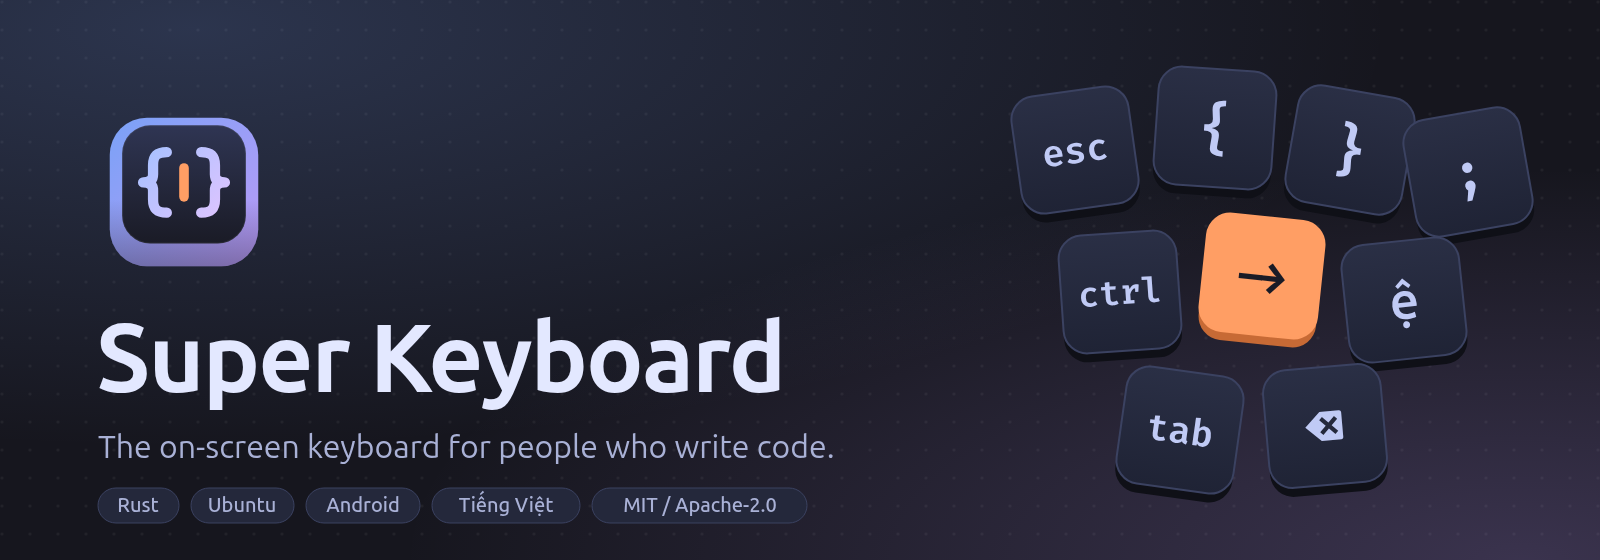 { | }
Super Keyboard
The on-screen keyboard for people who write code.
Rust Ubuntu Android Tiếng Việt MIT / Apache-2.0
esc { } ;
ctrl → ệ
tab ⌫